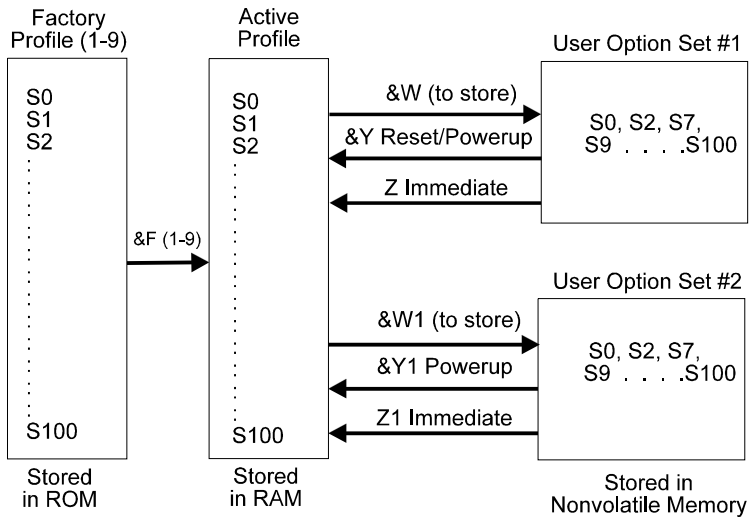 Factory
Profile (1-9)
S0
S1
S2
S100
Stored
in ROM
&F (1-9)
Active
Profile
S0
S1
S2
S100
Stored
in RAM
&W (to store)
&Y Reset/Powerup
Z Immediate
&W1 (to store)
&Y1 Powerup
Z1 Immediate
User Option Set #1
S0, S2, S7,
S9 . . . .S100
User Option Set #2
S0, S2, S7,
S9 . . . .S100
Stored in
Nonvolatile Memory